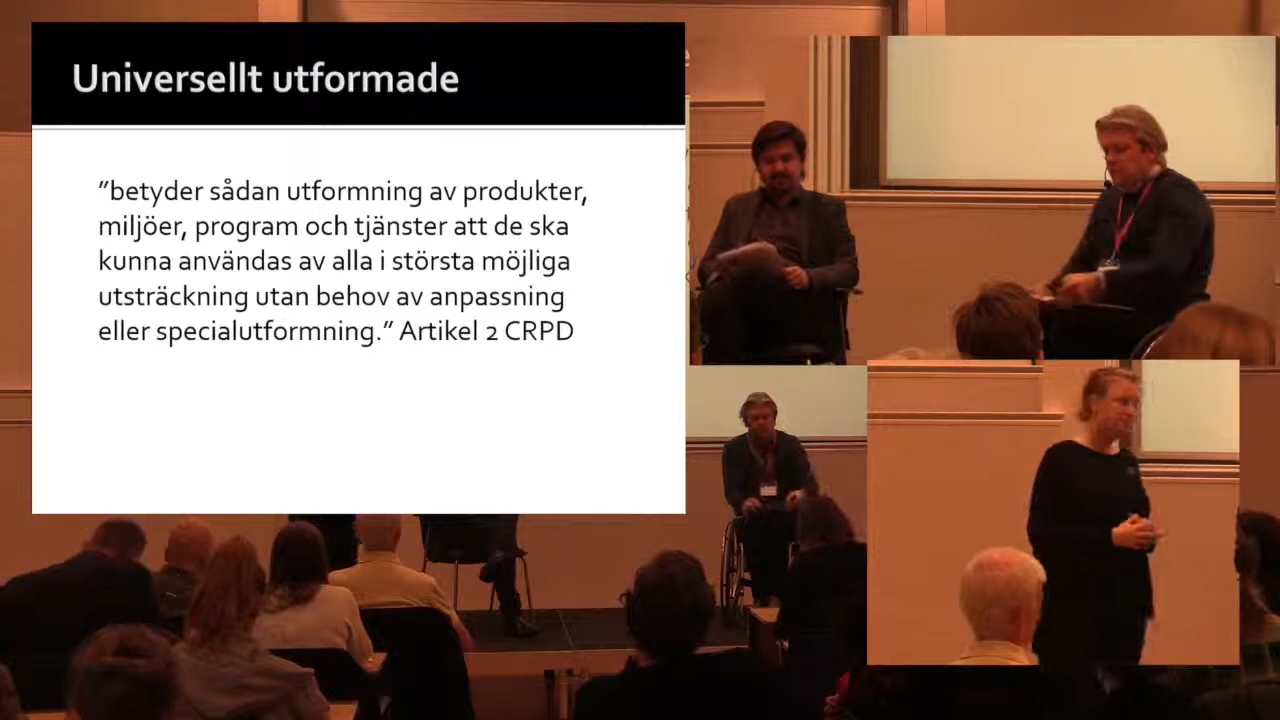 Universellt utformade
”betyder sådan utformning av produkter,
miljöer, program och tjänster att de ska
kunna användas av alla i största möjliga
utsträckning utan behov av anpassning
eller specialutformning.” Artikel 2 CRPD